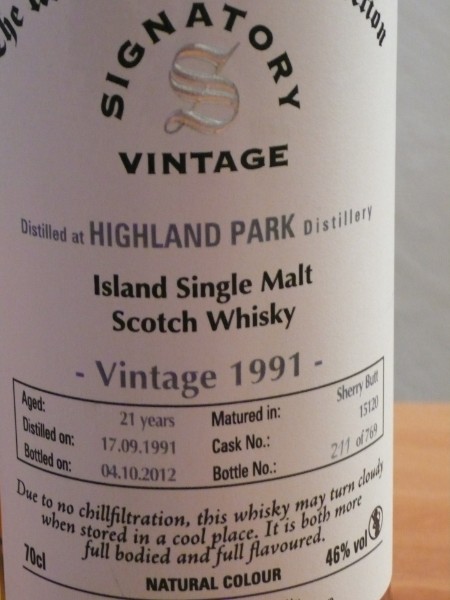 The
SIGNATORY
S
VINTAGE
Distilled at HIGHLAND PARK Distillery
Island Single Malt
Scotch Whisky
- Vintage 1991 -
Aged: 21 years Matured in: Sherry Butt
Distilled on: 17.09.1991 Cask No.: 15120
Bottled on: 04.10.2012 Bottle No.: 211 of 769
Due to no chillfiltration, this whisky may turn cloudy
when stored in a cool place. It is both more
full bodied and full flavoured.
70cl 46% vol
NATURAL COLOUR